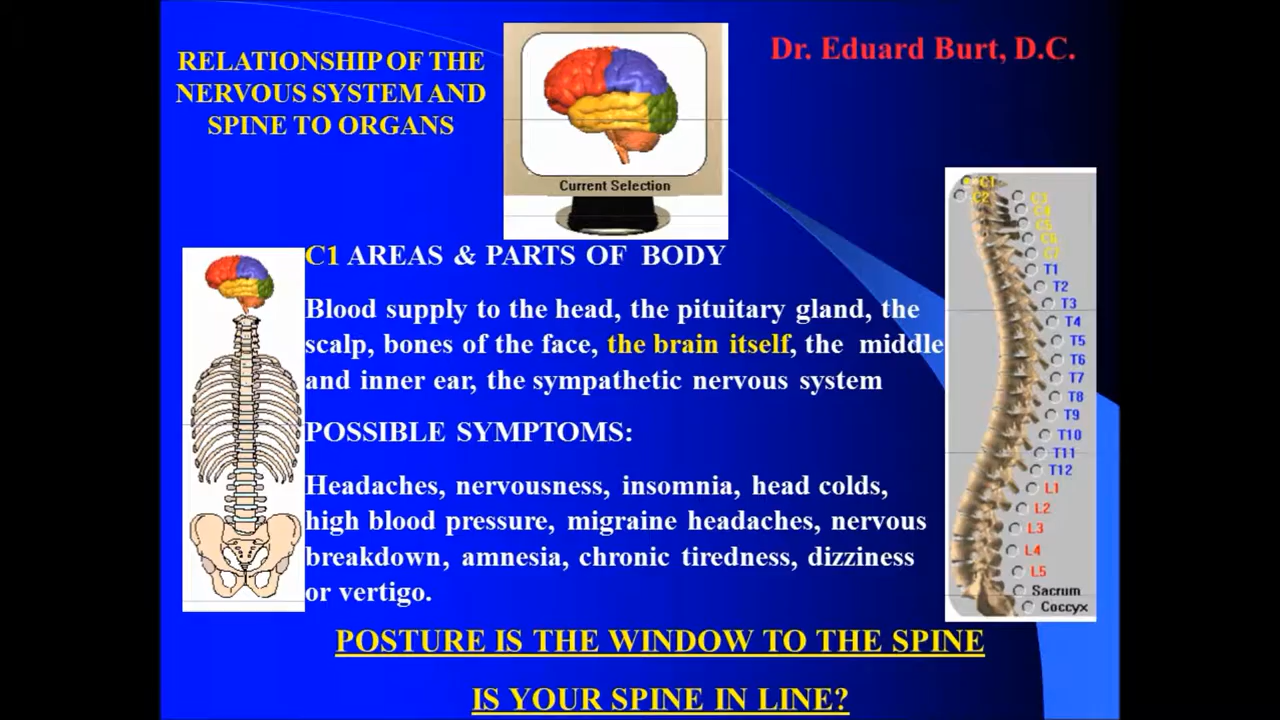 RELATIONSHIP OF THE
NERVOUS SYSTEM AND
SPINE TO ORGANS
Current Selection
Dr. Eduard Burt, D.C.
C1 AREAS & PARTS OF BODY
Blood supply to the head, the pituitary gland, the
scalp, bones of the face, the brain itself, the middle
and inner ear, the sympathetic nervous system
POSSIBLE SYMPTOMS:
Headaches, nervousness, insomnia, head colds,
high blood pressure, migraine headaches, nervous
breakdown, amnesia, chronic tiredness, dizziness
or vertigo.
C1
C2
C3
C4
C5
C6
C7
T1
T2
T3
T4
T5
T6
T7
T8
T9
T10
T11
T12
L1
L2
L3
L4
L5
Sacrum
Coccyx
POSTURE IS THE WINDOW TO THE SPINE
IS YOUR SPINE IN LINE?